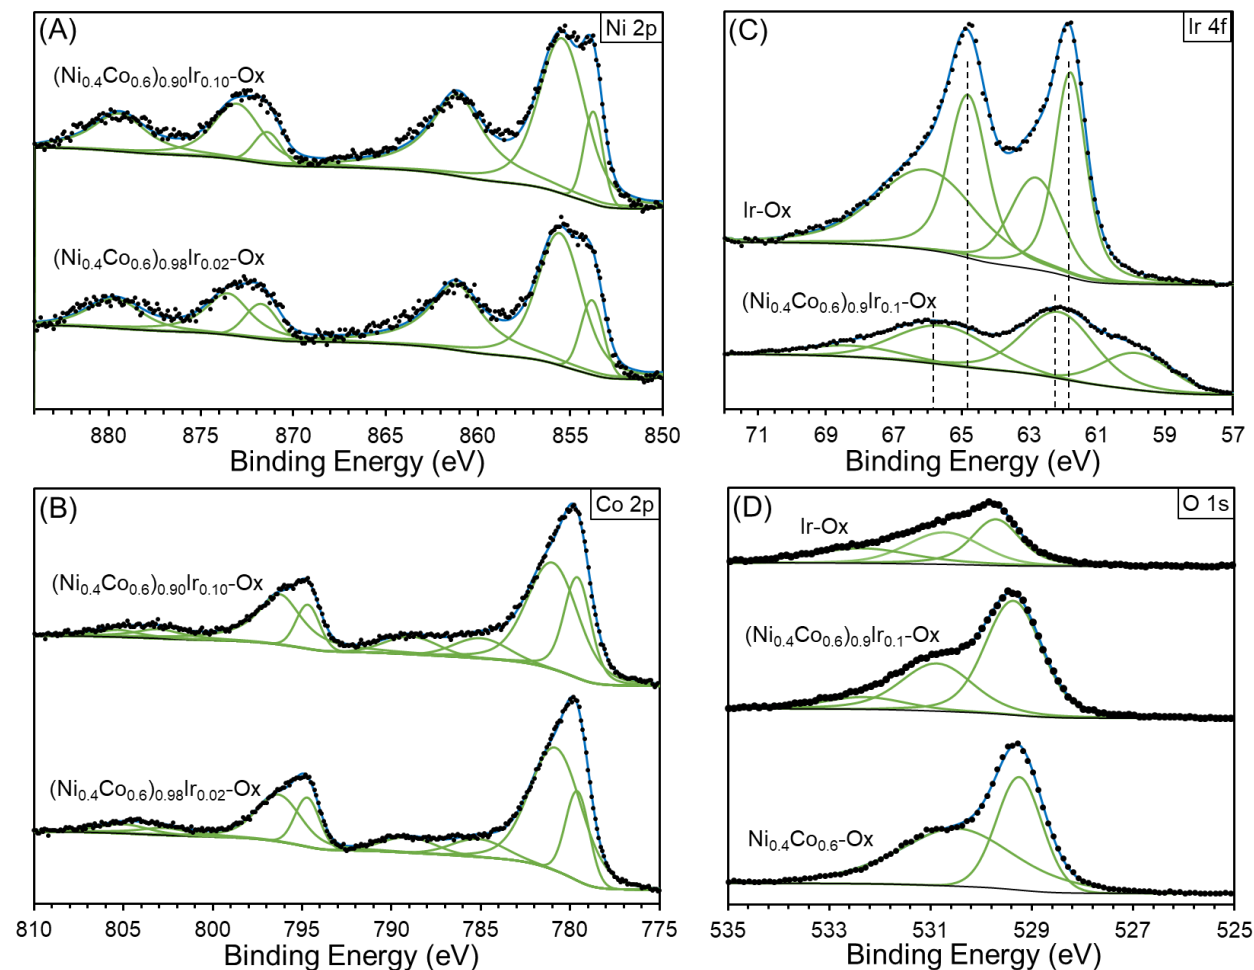 (A)
Ni 2p
(Ni0.4Co0.6)0.90Ir0.10-Ox
(Ni0.4Co0.6)0.98Ir0.02-Ox
880 875 870 865 860 855 850
Binding Energy (eV)
(C)
Ir 4f
Ir-Ox
(Ni0.4Co0.6)0.9Ir0.1-Ox
71 69 67 65 63 61 59 57
Binding Energy (eV)
(B)
Co 2p
(Ni0.4Co0.6)0.90Ir0.10-Ox
(Ni0.4Co0.6)0.98Ir0.02-Ox
810 805 800 795 790 785 780 775
Binding Energy (eV)
(D)
O 1s
Ir-Ox
(Ni0.4Co0.6)0.9Ir0.1-Ox
Ni0.4Co0.6-Ox
535 533 531 529 527 525
Binding Energy (eV)